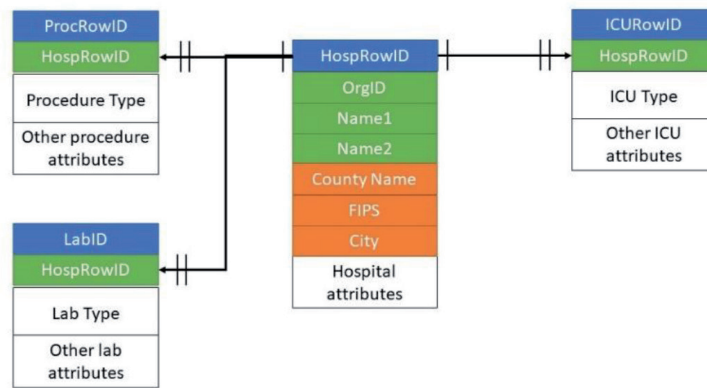 ProcRowID
HospRowID
Procedure Type
Other procedure
attributes
LabID
HospRowID
Lab Type
Other lab
attributes
HospRowID
OrgID
Name1
Name2
County Name
FIPS
City
Hospital
attributes
ICURowID
HospRowID
ICU Type
Other ICU
attributes